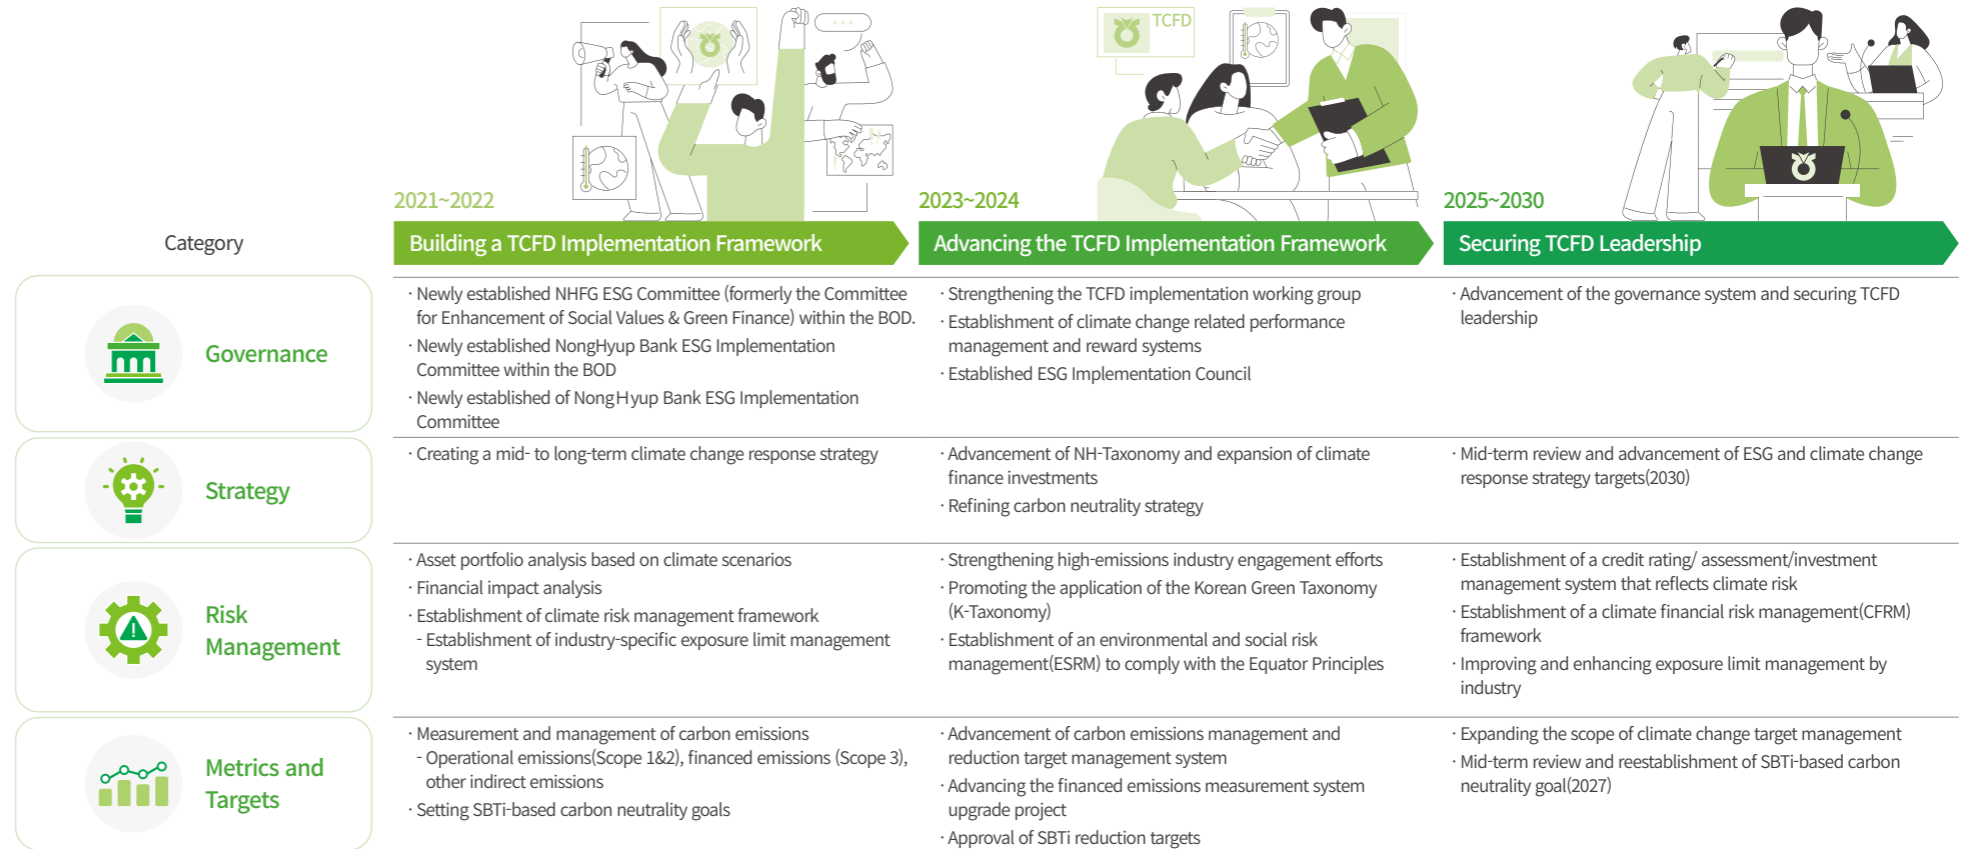 TCFD
2021~2022
2023~2024
2025~2030
Category
Building a TCFD Implementation Framework
Advancing the TCFD Implementation Framework
Securing TCFD Leadership
Governance
· Newly established NHFG ESG Committee (formerly the Committee
for Enhancement of Social Values & Green Finance) within the BOD.
· Newly established NongHyup Bank ESG Implementation
Committee within the BOD
· Newly established of NongHyup Bank ESG Implementation
Committee
· Strengthening the TCFD implementation working group
· Establishment of climate change related performance
management and reward systems
· Established ESG Implementation Council
· Advancement of the governance system and securing TCFD
leadership
Strategy
· Creating a mid- to long-term climate change response strategy
· Advancement of NH-Taxonomy and expansion of climate
finance investments
· Refining carbon neutrality strategy
· Mid-term review and advancement of ESG and climate change
response strategy targets(2030)
Risk
Management
· Asset portfolio analysis based on climate scenarios
· Financial impact analysis
· Establishment of climate risk management framework
- Establishment of industry-specific exposure limit management
system
· Strengthening high-emissions industry engagement efforts
· Promoting the application of the Korean Green Taxonomy
(K-Taxonomy)
· Establishment of an environmental and social risk
management(ESRM) to comply with the Equator Principles
· Establishment of a credit rating/ assessment/investment
management system that reflects climate risk
· Establishment of a climate financial risk management(CFRM)
framework
· Improving and enhancing exposure limit management by
industry
Metrics and
Targets
· Measurement and management of carbon emissions
- Operational emissions(Scope 1&2), financed emissions (Scope 3),
other indirect emissions
· Setting SBTi-based carbon neutrality goals
· Advancement of carbon emissions management and
reduction target management system
· Advancing the financed emissions measurement system
upgrade project
· Approval of SBTi reduction targets
· Expanding the scope of climate change target management
· Mid-term review and reestablishment of SBTi-based carbon
neutrality goal(2027)